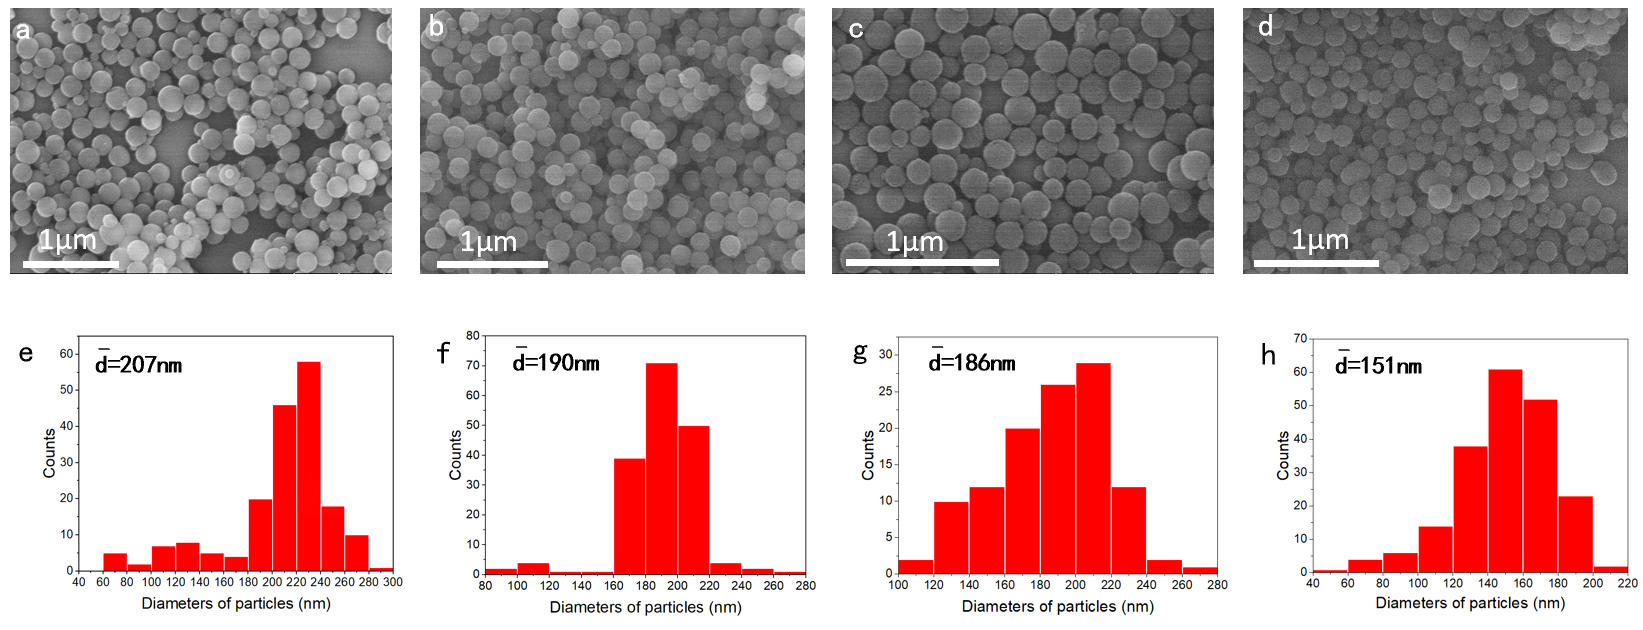 a
b
c
d
1μm
1μm
1μm
1μm
e
d̅=207nm
Counts
60
50
40
30
20
10
0
40 60 80 100 120 140 160 180 200 220 240 260 280 300
Diameters of particles (nm)
f
d̅=190nm
Counts
80
70
60
50
40
30
20
10
0
80 100 120 140 160 180 200 220 240 260 280
Diameters of particles (nm)
g
d̅=186nm
Counts
30
25
20
15
10
5
0
100 120 140 160 180 200 220 240 260 280
Diameters of particles (nm)
h
d̅=151nm
Counts
70
60
50
40
30
20
10
0
40 60 80 100 120 140 160 180 200 220
Diameters of particles (nm)